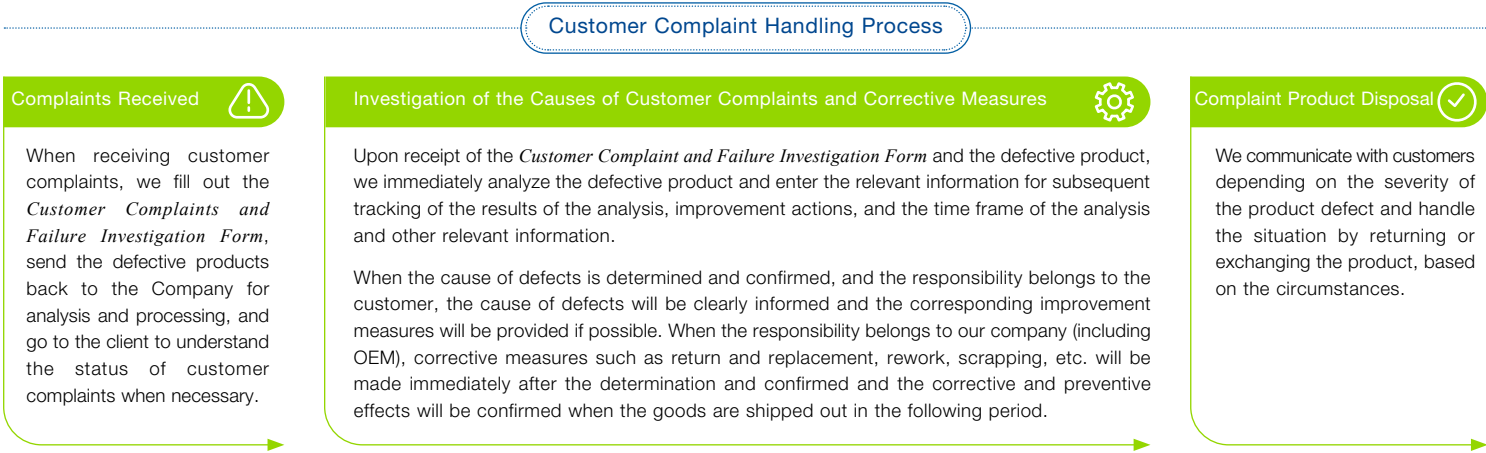 Customer Complaint Handling Process
Complaints Received
When receiving customer
complaints, we fill out the
Customer Complaints and
Failure Investigation Form,
send the defective products
back to the Company for
analysis and processing, and
go to the client to understand
the status of customer
complaints when necessary.
Investigation of the Causes of Customer Complaints and Corrective Measures
Upon receipt of the Customer Complaint and Failure Investigation Form and the defective product,
we immediately analyze the defective product and enter the relevant information for subsequent
tracking of the results of the analysis, improvement actions, and the time frame of the analysis
and other relevant information.
When the cause of defects is determined and confirmed, and the responsibility belongs to the
customer, the cause of defects will be clearly informed and the corresponding improvement
measures will be provided if possible. When the responsibility belongs to our company (including
OEM), corrective measures such as return and replacement, rework, scrapping, etc. will be
made immediately after the determination and confirmed and the corrective and preventive
effects will be confirmed when the goods are shipped out in the following period.
Complaint Product Disposal
We communicate with customers
depending on the severity of
the product defect and handle
the situation by returning or
exchanging the product, based
on the circumstances.